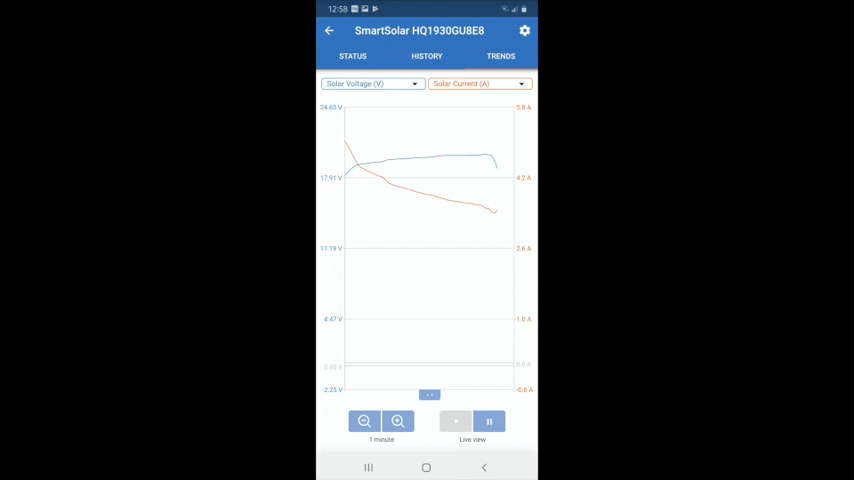 12:58
SmartSolar HQ1930GU8E8
STATUS HISTORY TRENDS
Solar Voltage (V) Solar Current (A)
24.63 V 5.8 A
17.91 V 4.2 A
11.19 V 2.6 A
4.47 V 1.0 A
0.00 V 0.0 A
-2.25 V -0.6 A
1 minute Live view